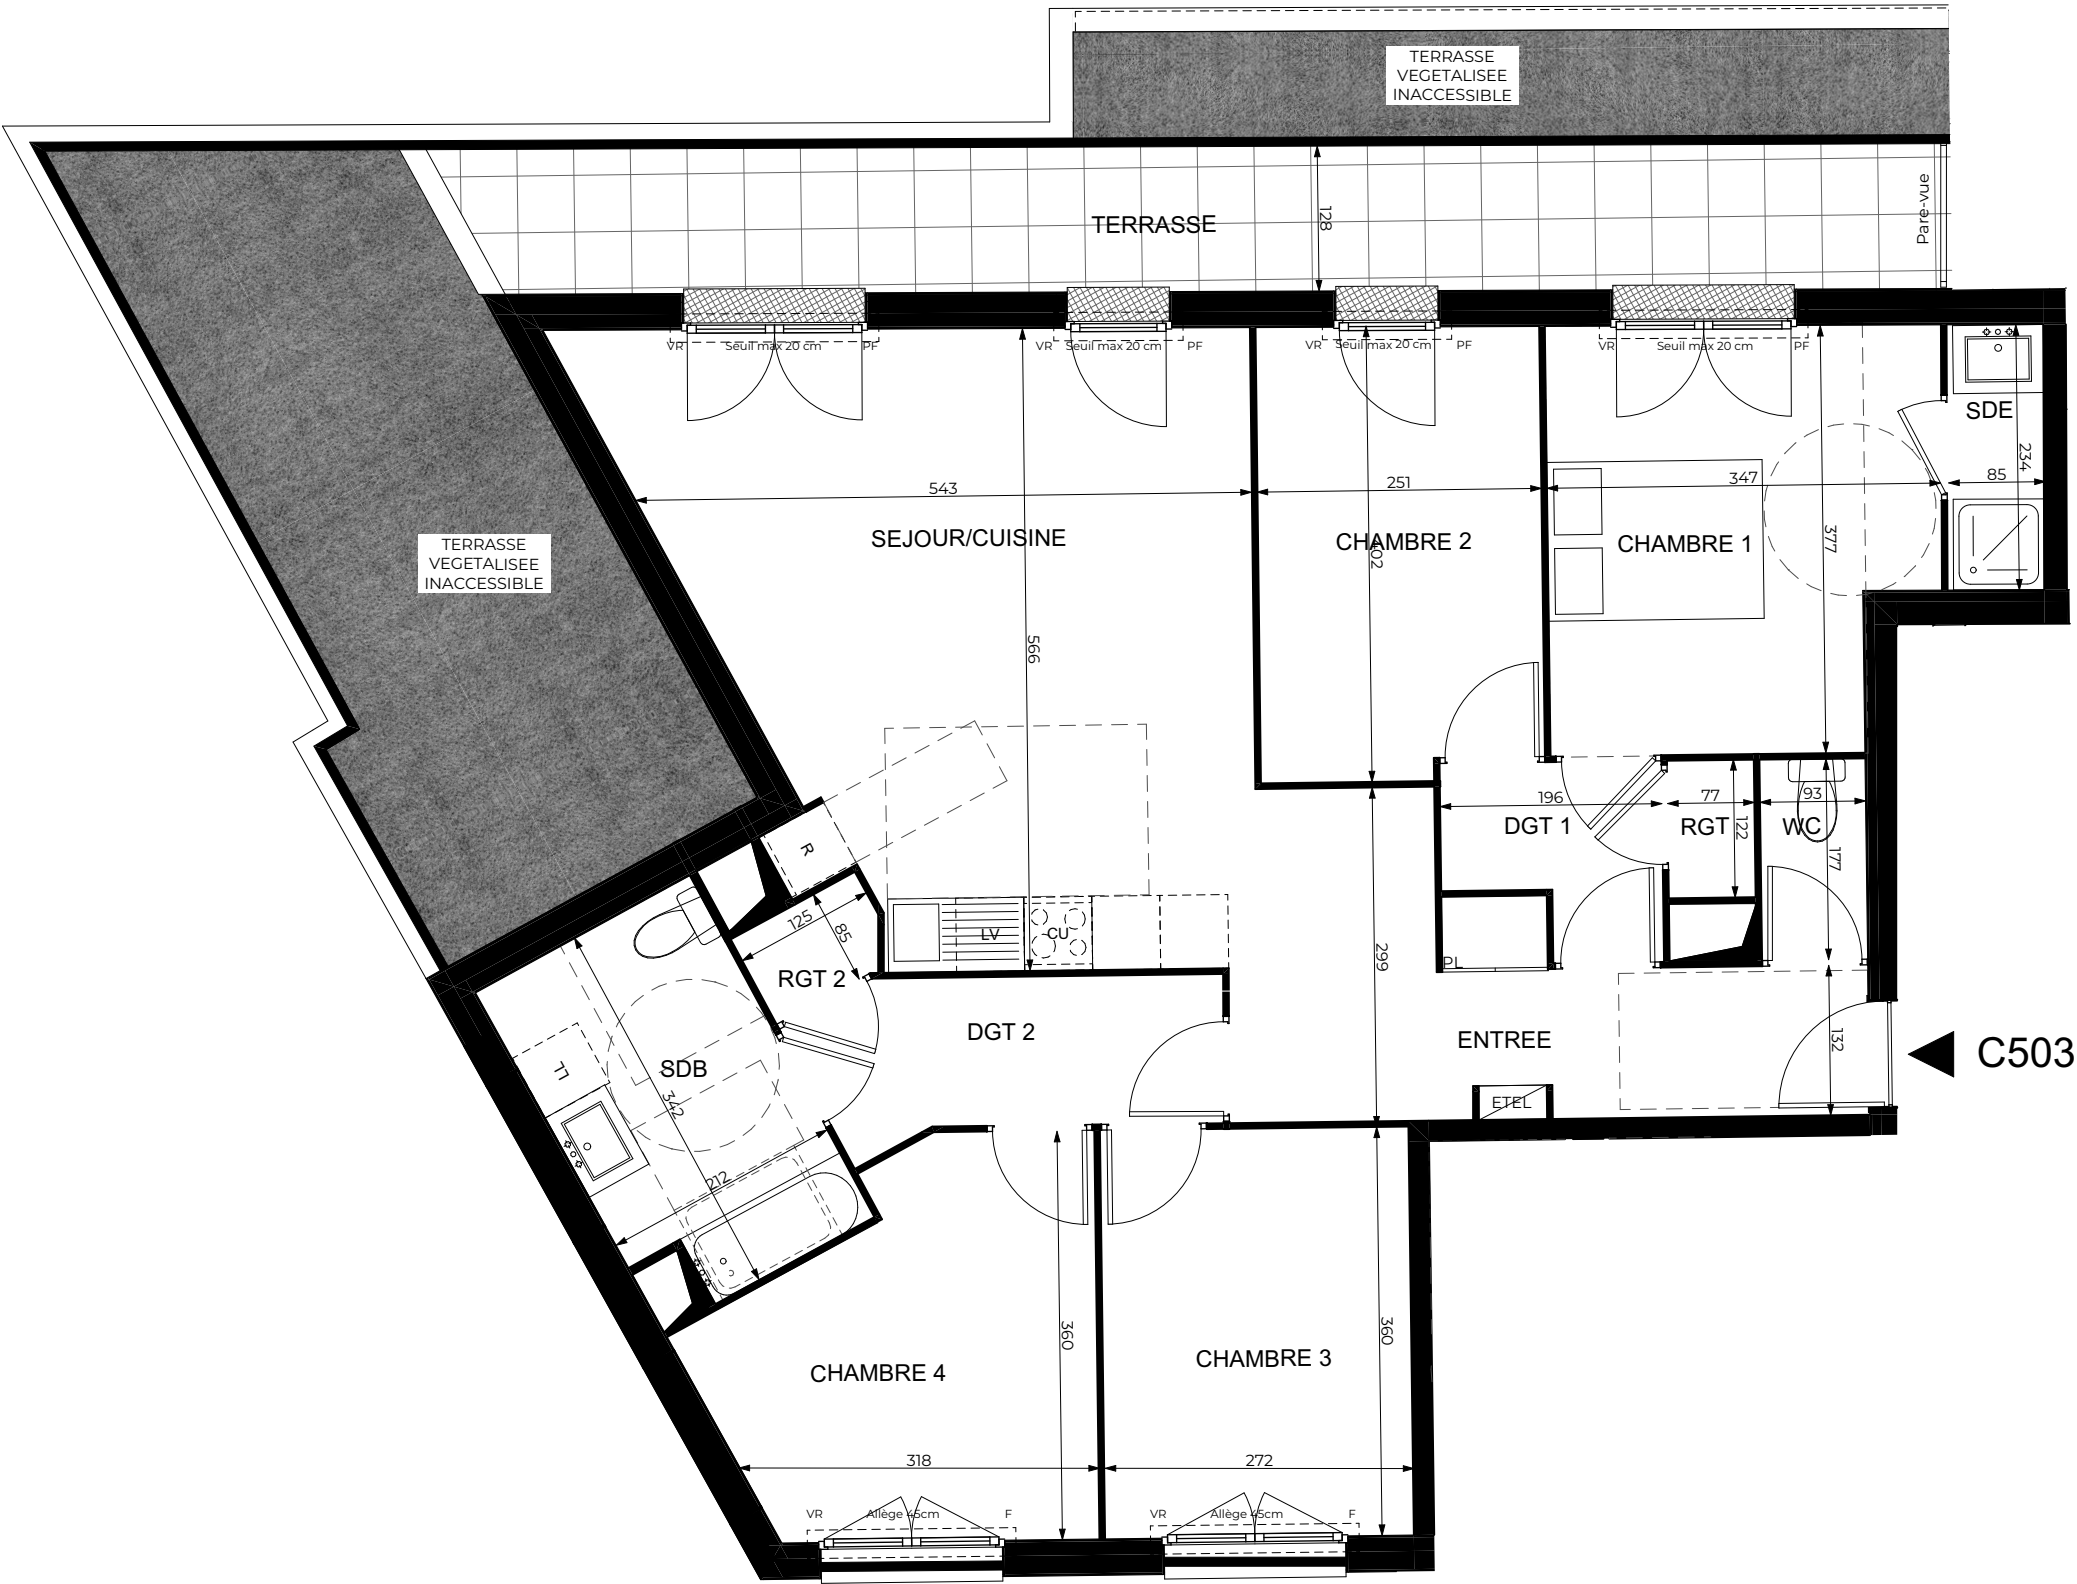 TERRASSE
VEGETALISEE
INACCESSIBLE
TERRASSE
128
Pare-vue
VR
Seuil max 20 cm
PF
VR
Seuil max 20 cm
PF
VR
Seuil max 20 cm
PF
VR
Seuil max 20 cm
PF
SDE
234
85
543
251
347
SEJOUR/CUISINE
CHAMBRE 2
402
CHAMBRE 1
377
TERRASSE
VEGETALISEE
INACCESSIBLE
566
196
77
93
DGT 1
RGT
122
WC
177
R
125
85
LV
CU
299
PL
RGT 2
DGT 2
ENTREE
132
C503
LL
SDB
342
ETEL
212
360
360
CHAMBRE 4
CHAMBRE 3
318
272
VR
Allège 45cm
F
VR
Allège 45cm
F